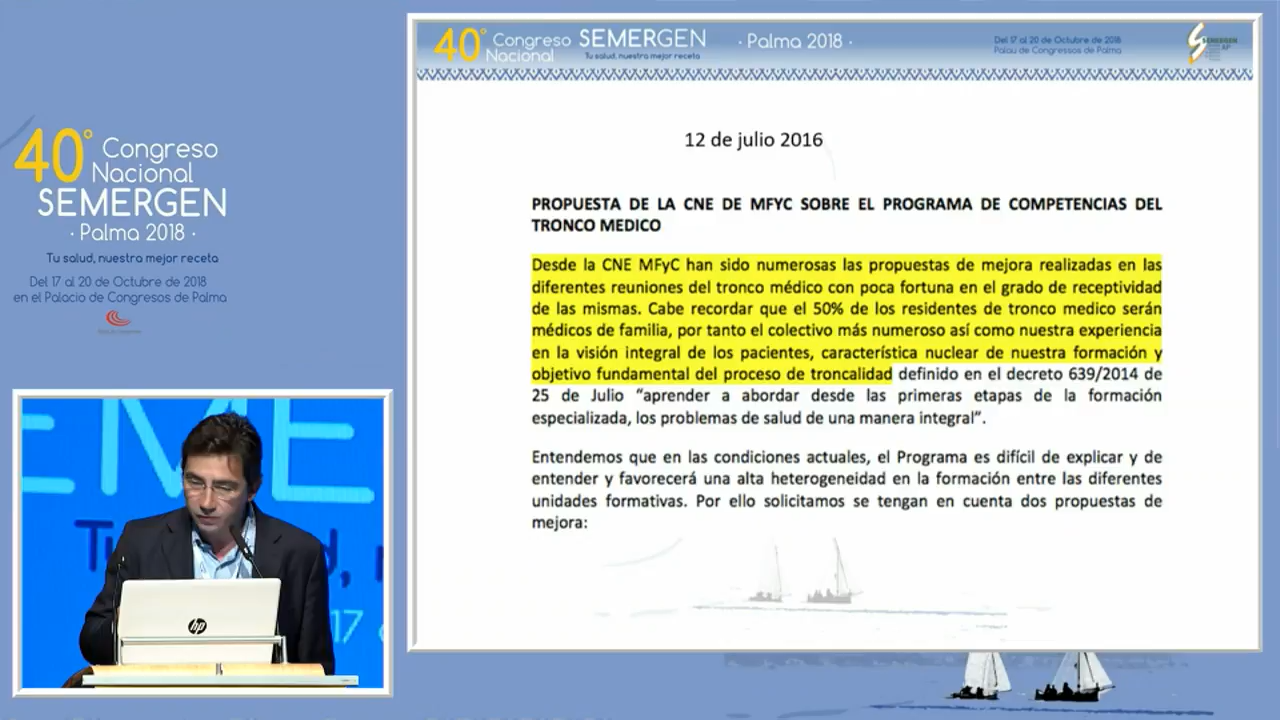 40° Congreso
Nacional
SEMERGEN
· Palma 2018 ·
Tu salud, nuestra mejor receta
Del 17 al 20 de Octubre de 2018
en el Palacio de Congresos de Palma
40° Congreso SEMERGEN · Palma 2018 ·
Nacional Tu salud, nuestra mejor receta
Del 17 al 20 de Octubre de 2018
Palau de Congressos de Palma
SEMERGEN
AP
12 de julio 2016
PROPUESTA DE LA CNE DE MFYC SOBRE EL PROGRAMA DE COMPETENCIAS DEL
TRONCO MEDICO
Desde la CNE MFyC han sido numerosas las propuestas de mejora realizadas en las
diferentes reuniones del tronco médico con poca fortuna en el grado de receptividad
de las mismas. Cabe recordar que el 50% de los residentes de tronco medico serán
médicos de familia, por tanto el colectivo más numeroso así como nuestra experiencia
en la visión integral de los pacientes, característica nuclear de nuestra formación y
objetivo fundamental del proceso de troncalidad definido en el decreto 639/2014 de
25 de Julio “aprender a abordar desde las primeras etapas de la formación
especializada, los problemas de salud de una manera integral”.
Entendemos que en las condiciones actuales, el Programa es difícil de explicar y de
entender y favorecerá una alta heterogeneidad en la formación entre las diferentes
unidades formativas. Por ello solicitamos se tengan en cuenta dos propuestas de
mejora:
EME
Tu d,
17
hp